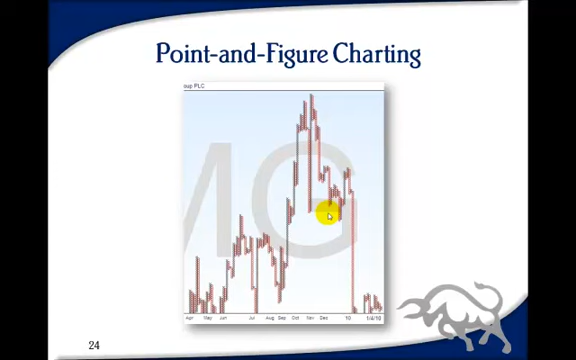 Point-and-Figure Charting
oup PLC
MG
Apr May Jun Jul Aug Sep Oct Nov Dec 10 1/4/10
24